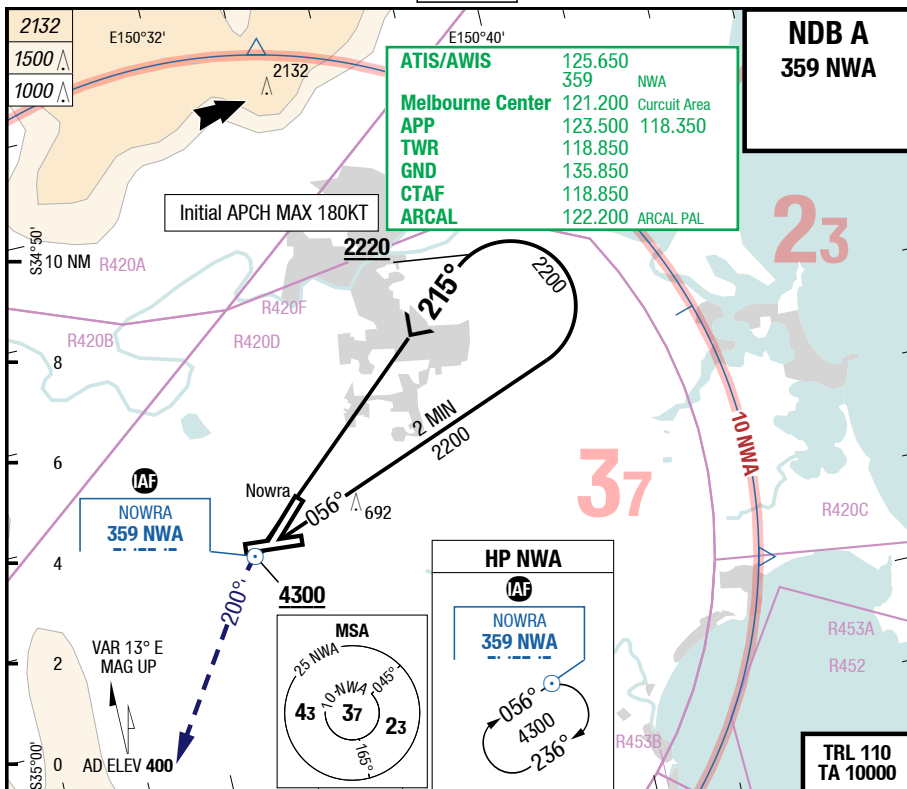 2132
1500
1000
E150°32'
E150°40'
2132
ATIS/AWIS 125.650
359 NWA
Melbourne Center 121.200 Curcuit Area
APP 123.500 118.350
TWR 118.850
GND 135.850
CTAF 118.850
ARCAL 122.200 ARCAL PAL
NDB A
359 NWA
Initial APCH MAX 180KT
2220
2200
215°
23
S34°50'
10 NM
R420A
R420F
R420B
R420D
8
2 MIN
2200
10 NWA
6
37
IAF
NOWRA
359 NWA
Nowra
056°
692
R420C
4
4300
200°
HP NWA
IAF
NOWRA
359 NWA
056°
4300
236°
MSA
25 NWA
10 NWA
045°
43
37
23
165°
R453A
R452
R453B
VAR 13° E
MAG UP
2
0
S35°00'
AD ELEV 400
TRL 110
TA 10000